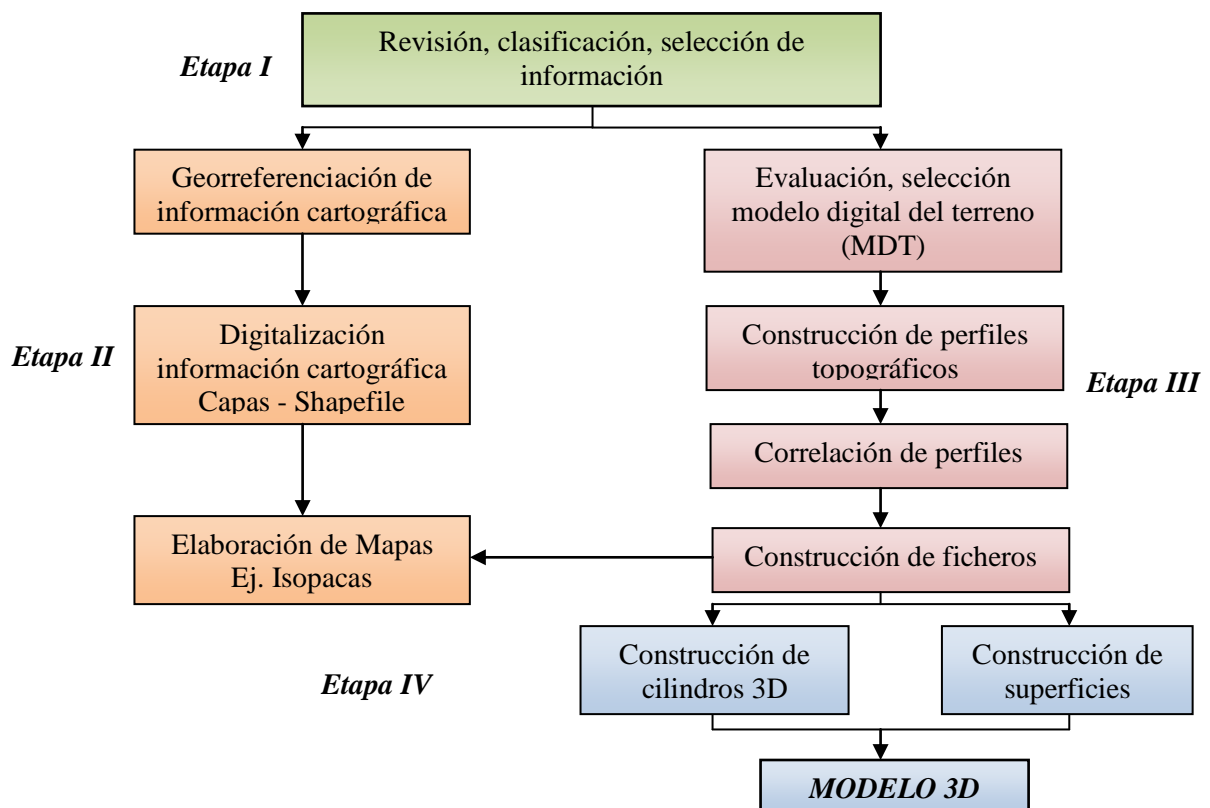 Revisión, clasificación, selección de
información
Etapa I
Georreferenciación de
información cartográfica
Evaluación, selección
modelo digital del terreno
(MDT)
Etapa II
Digitalización
información cartográfica
Capas - Shapefile
Construcción de perfiles
topográficos
Etapa III
Correlación de perfiles
Elaboración de Mapas
Ej. Isopacas
Construcción de ficheros
Etapa IV
Construcción de
cilindros 3D
Construcción de
superficies
MODELO 3D